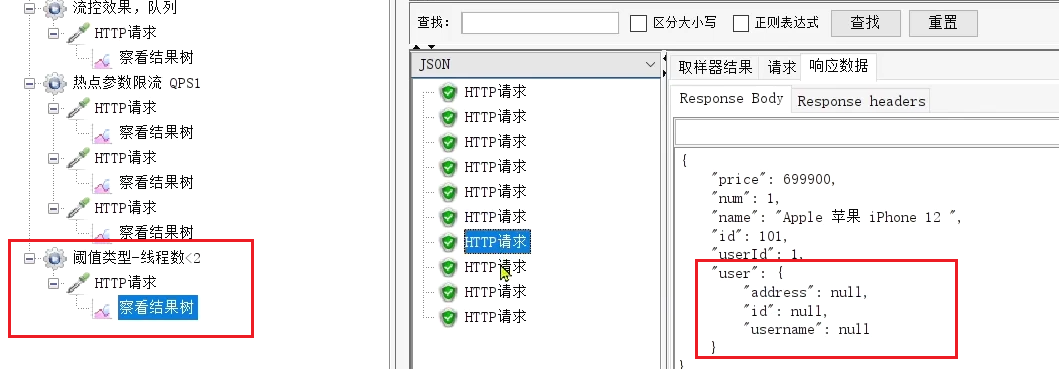 流控效果，队列
HTTP请求
察看结果树
热点参数限流 QPS1
HTTP请求
察看结果树
HTTP请求
察看结果树
HTTP请求
察看结果树
阈值类型-线程数<2
HTTP请求
察看结果树
查找:
区分大小写
正则表达式
查找
重置
JSON
HTTP请求
HTTP请求
HTTP请求
HTTP请求
HTTP请求
HTTP请求
HTTP请求
HTTP请求
HTTP请求
HTTP请求
取样器结果 请求 响应数据
Response Body Response headers
{
"price": 699900,
"num": 1,
"name": "Apple 苹果 iPhone 12 ",
"id": 101,
"userId": 1,
"user": {
"address": null,
"id": null,
"username": null
}
}